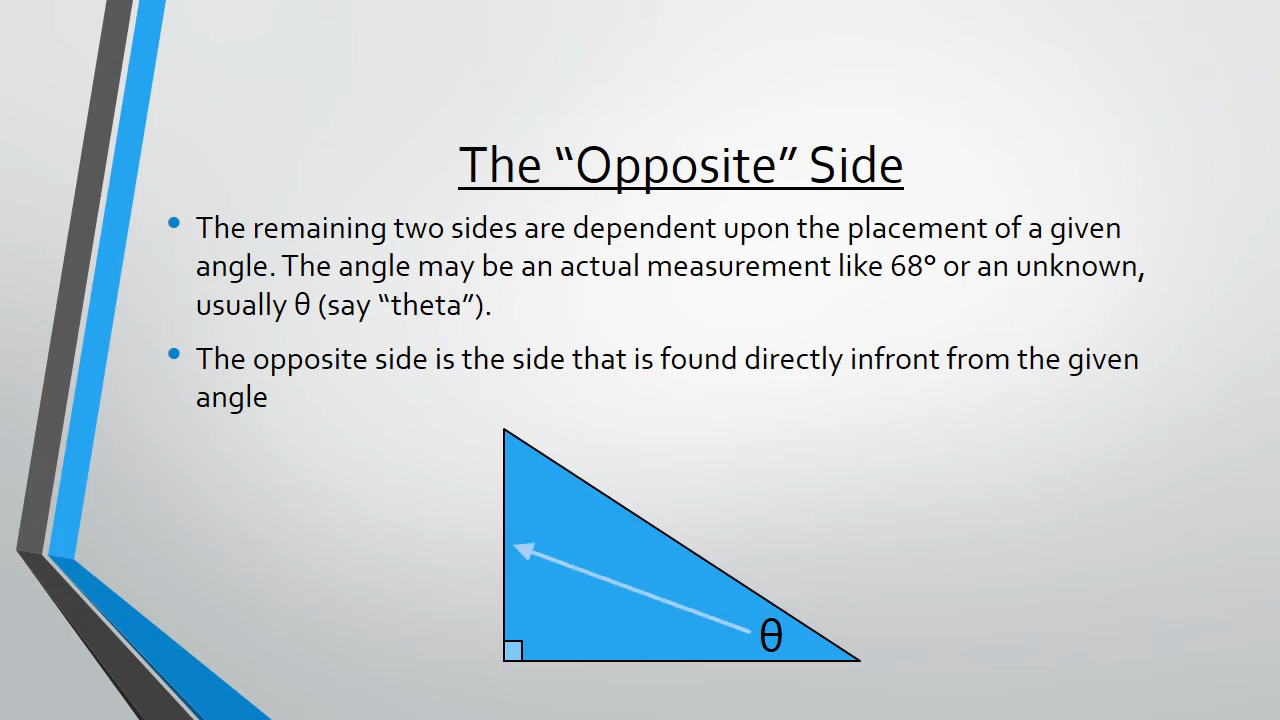 The “Opposite” Side
The remaining two sides are dependent upon the placement of a given
angle. The angle may be an actual measurement like 68° or an unknown,
usually θ (say “theta”).
The opposite side is the side that is found directly infront from the given
angle
θ